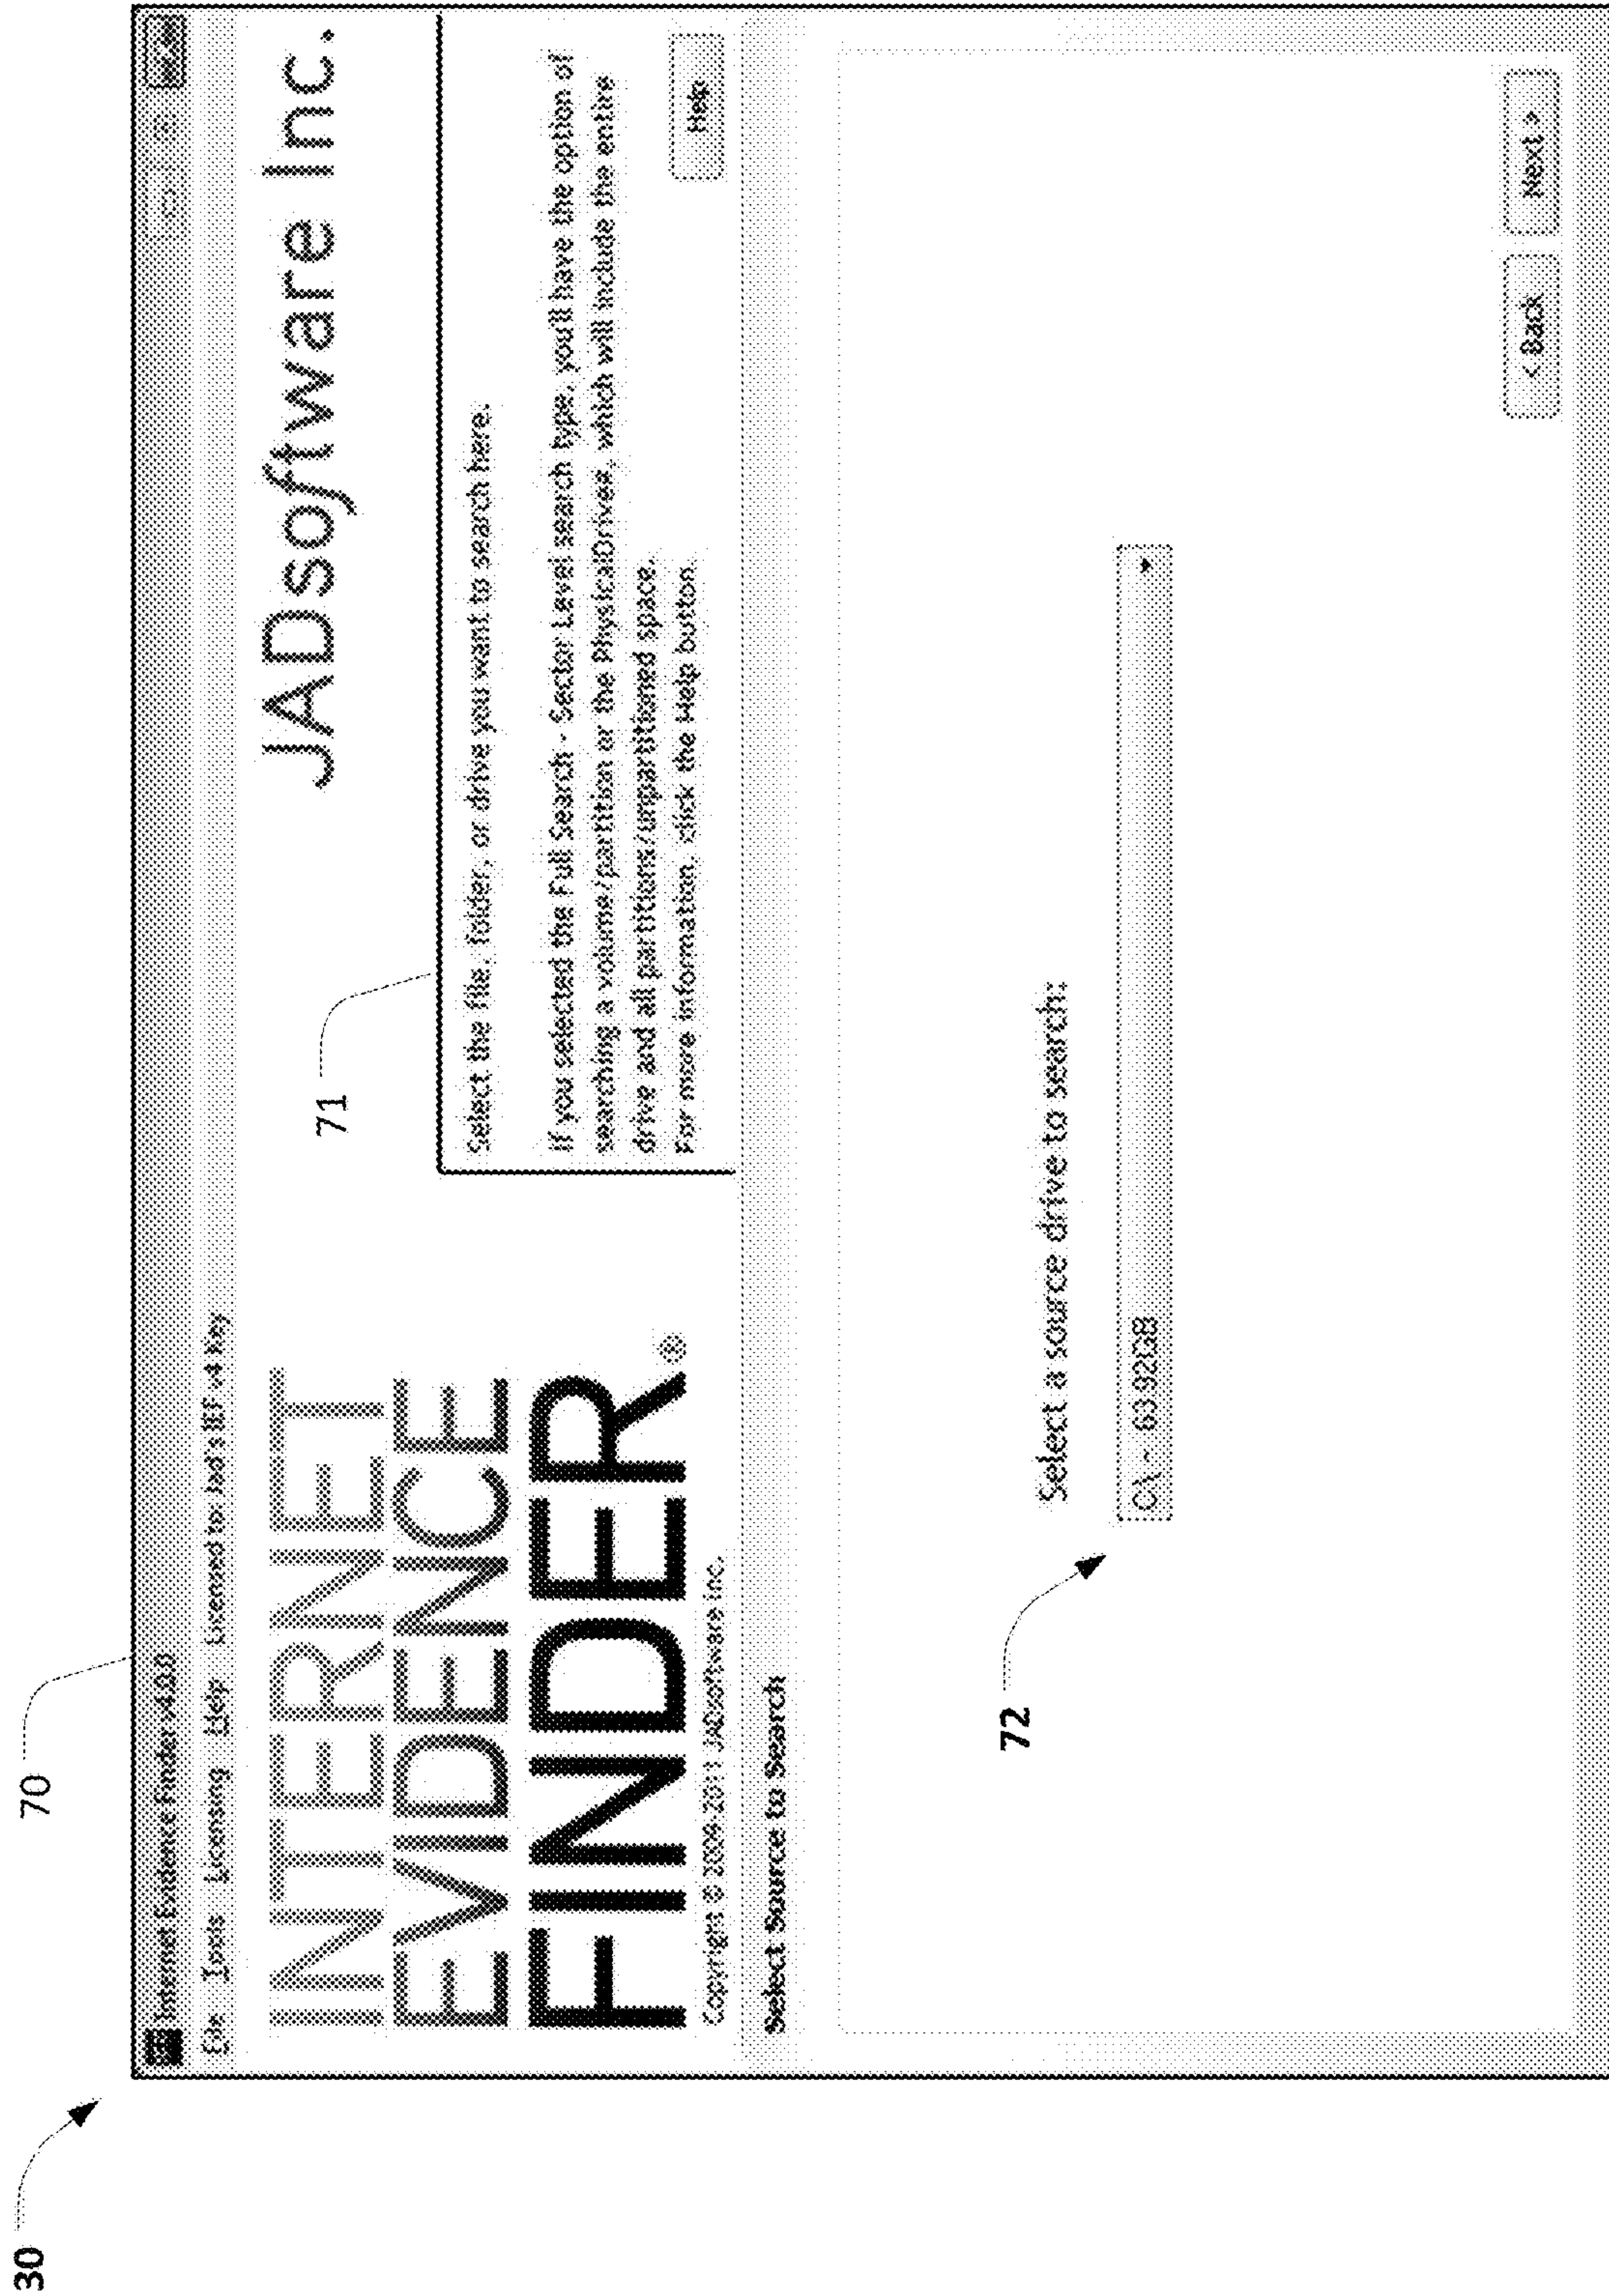 30
70
Internet Evidence Finder v4.0.0
File Tools Licensing Help Licensed to: Jad's IEF v4 Key
INTERNET
EVIDENCE
FINDER®
Copyright © 2009-2011 JADsoftware Inc.
JADsoftware Inc.
71
Select the file, folder, or drive you want to search here.
If you selected the Full Search - Sector Level search type, you'll have the option of
searching a volume/partition or the PhysicalDrives, which will include the entire
drive and all partitions/unpartitioned space.
For more information, click the Help button.
Help
Select Source to Search
72
Select a source drive to search:
C:\ - 63.92GB
< Back
Next >